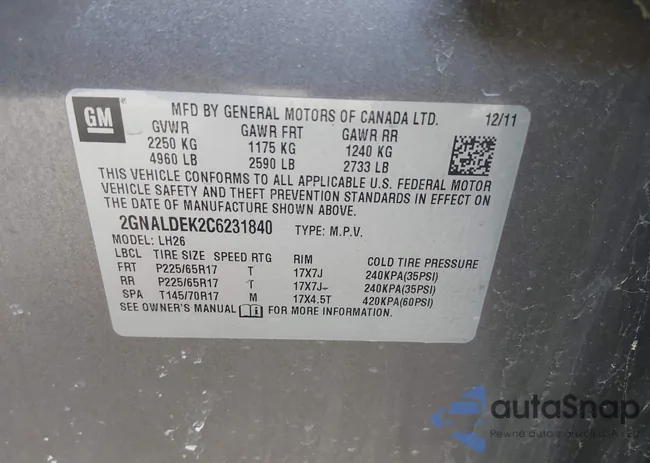 GM
MFD BY GENERAL MOTORS OF CANADA LTD. 12/11
GVWR GAWR FRT GAWR RR
2250 KG 1175 KG 1240 KG
4960 LB 2590 LB 2733 LB
THIS VEHICLE CONFORMS TO ALL APPLICABLE U.S. FEDERAL MOTOR
VEHICLE SAFETY AND THEFT PREVENTION STANDARDS IN EFFECT ON
THE DATE OF MANUFACTURE SHOWN ABOVE.
2GNALDEK2C6231840 TYPE: M.P.V.
MODEL: LH26
LBCL TIRE SIZE SPEED RTG RIM COLD TIRE PRESSURE
FRT P225/65R17 T 17X7J 240KPA(35PSI)
RR P225/65R17 T 17X7J 240KPA(35PSI)
SPA T145/70R17 M 17X4.5T 420KPA(60PSI)
SEE OWNER'S MANUAL FOR MORE INFORMATION.
autaSnap
Pewne auto z